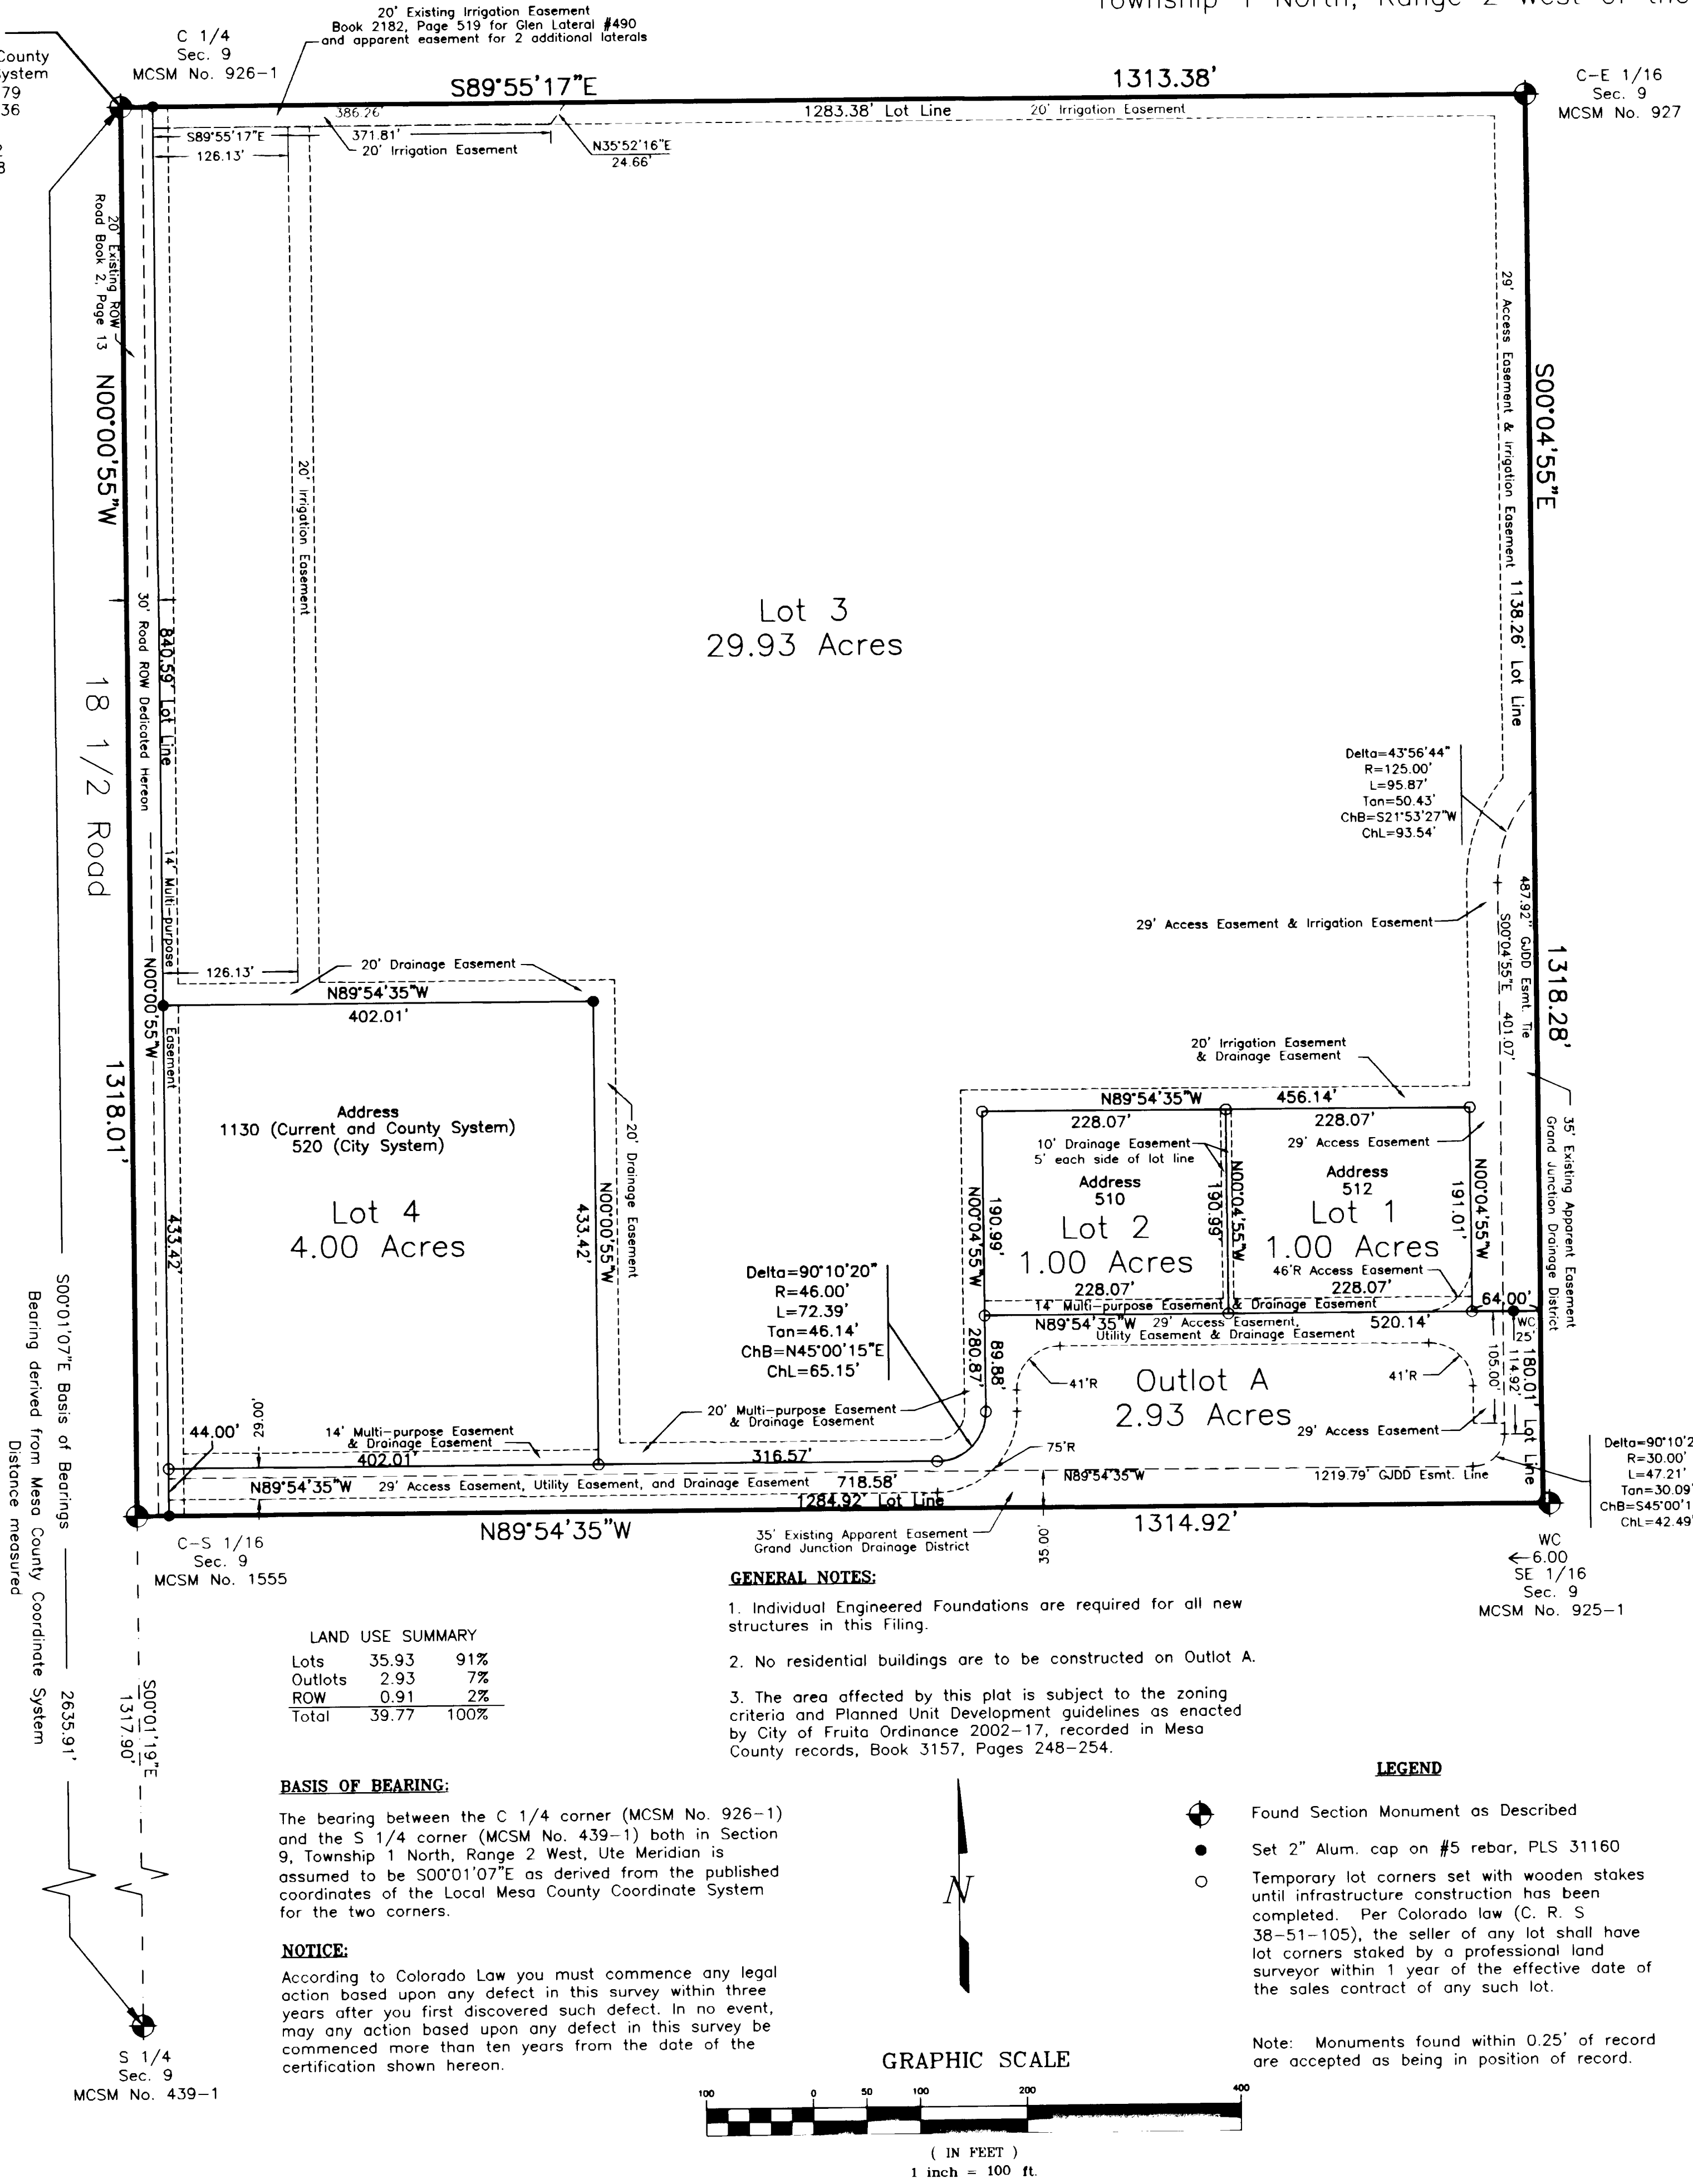 Township 1 North, Range 2 West of the
20' Existing Irrigation Easement
Book 2182, Page 519 for Glen Lateral #490
and apparent easement for 2 additional laterals
C 1/4
Sec. 9
MCSM No. 926-1
County
System
79
36
S89°55'17"E
1313.38'
C-E 1/16
Sec. 9
MCSM No. 927
386.26'
1283.38' Lot Line
20' Irrigation Easement
S89°55'17"E
371.81'
126.13'
20' Irrigation Easement
N35°52'16"E
24.66'
20' Existing ROW
Road Book 2, Page 13
N00°00'55"W
20' Irrigation Easement
30' Road ROW Dedicated Hereon
840.59' Lot Line
18 1/2 Road
14' Multi-purpose
Easement
N00°00'55"W
1318.01'
Lot 3
29.93 Acres
29' Access Easement & Irrigation Easement
1138.26' Lot Line
S00°04'55"E
1318.28'
Delta=43°56'44"
R=125.00'
L=95.87'
Tan=50.43'
ChB=S21°53'27"W
ChL=93.54'
487.92' GJDD Esmt. Tie
S00°04'55"E 401.07'
29' Access Easement & Irrigation Easement
126.13'
20' Drainage Easement
N89°54'35"W
402.01'
Address
1130 (Current and County System)
520 (City System)
Lot 4
4.00 Acres
433.42'
433.42'
N00°00'55"W
20' Drainage Easement
20' Irrigation Easement
& Drainage Easement
N89°54'35"W
456.14'
228.07'
228.07'
10' Drainage Easement
5' each side of lot line
29' Access Easement
Address
510
Lot 2
1.00 Acres
228.07'
N00°04'55"W
190.99'
190.99'
N00°04'55"W
Address
512
Lot 1
1.00 Acres
46'R Access Easement
228.07'
N00°04'55"W
191.01'
35' Existing Apparent Easement
Grand Junction Drainage District
64.00'
14' Multi-purpose Easement & Drainage Easement
N89°54'35"W
29' Access Easement,
Utility Easement & Drainage Easement
520.14'
WC
25'
105.00'
114.92'
180.01' Lot Line
280.87'
89.88'
41'R
Outlot A
2.93 Acres
41'R
29' Access Easement
Delta=90°10'20"
R=46.00'
L=72.39'
Tan=46.14'
ChB=N45°00'15"E
ChL=65.15'
20' Multi-purpose Easement
& Drainage Easement
75'R
44.00'
29.00'
14' Multi-purpose Easement
& Drainage Easement
402.01'
316.57'
N89°54'35"W
29' Access Easement, Utility Easement, and Drainage Easement
718.58'
N89°54'35"W
1219.79' GJDD Esmt. Line
1284.92' Lot Line
N89°54'35"W
1314.92'
35' Existing Apparent Easement
Grand Junction Drainage District
35.00'
Delta=90°10'2
R=30.00'
L=47.21'
Tan=30.09'
ChB=S45°00'1
ChL=42.49'
WC
←6.00
SE 1/16
Sec. 9
MCSM No. 925-1
C-S 1/16
Sec. 9
MCSM No. 1555
S00°01'07"E Basis of Bearings
2635.91'
Bearing derived from Mesa County Coordinate System
Distance measured
S00°01'19"E
1317.90'
S 1/4
Sec. 9
MCSM No. 439-1
LAND USE SUMMARY
Lots 35.93 91%
Outlots 2.93 7%
ROW 0.91 2%
Total 39.77 100%
GENERAL NOTES:
1. Individual Engineered Foundations are required for all new
structures in this Filing.
2. No residential buildings are to be constructed on Outlot A.
3. The area affected by this plat is subject to the zoning
criteria and Planned Unit Development guidelines as enacted
by City of Fruita Ordinance 2002-17, recorded in Mesa
County records, Book 3157, Pages 248-254.
BASIS OF BEARING:
The bearing between the C 1/4 corner (MCSM No. 926-1)
and the S 1/4 corner (MCSM No. 439-1) both in Section
9, Township 1 North, Range 2 West, Ute Meridian is
assumed to be S00°01'07"E as derived from the published
coordinates of the Local Mesa County Coordinate System
for the two corners.
NOTICE:
According to Colorado Law you must commence any legal
action based upon any defect in this survey within three
years after you first discovered such defect. In no event,
may any action based upon any defect in this survey be
commenced more than ten years from the date of the
certification shown hereon.
N
LEGEND
Found Section Monument as Described
Set 2" Alum. cap on #5 rebar, PLS 31160
Temporary lot corners set with wooden stakes
until infrastructure construction has been
completed. Per Colorado law (C. R. S
38-51-105), the seller of any lot shall have
lot corners staked by a professional land
surveyor within 1 year of the effective date of
the sales contract of any such lot.
Note: Monuments found within 0.25' of record
are accepted as being in position of record.
GRAPHIC SCALE
100 0 50 100 200 400
( IN FEET )
1 inch = 100 ft.